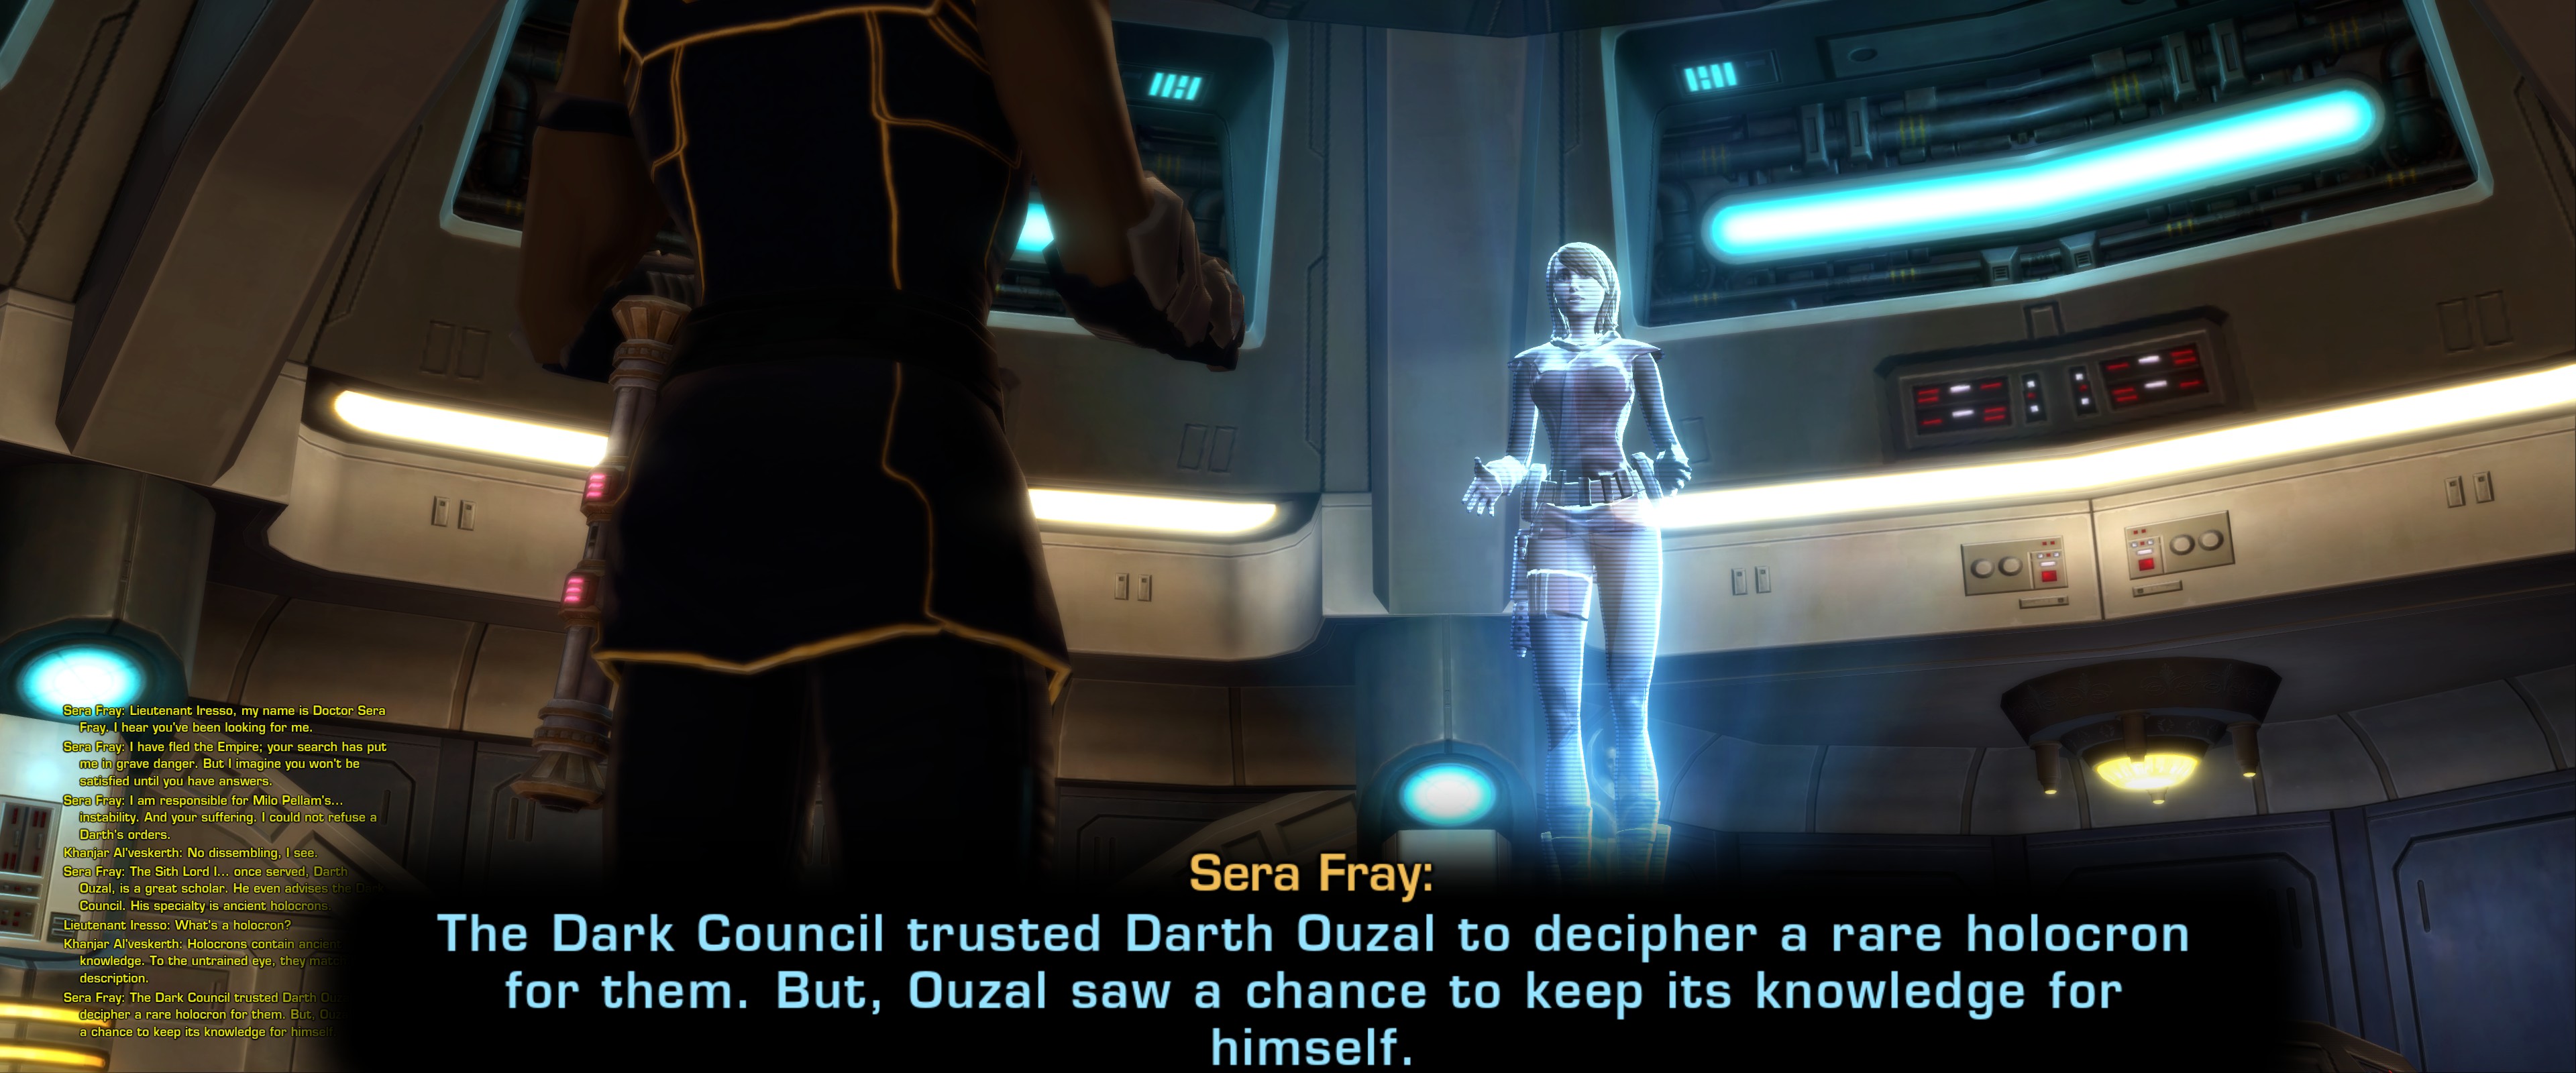 Sera Fray: Lieutenant Iresso, my name is Doctor Sera
Fray. I hear you've been looking for me.
Sera Fray: I have fled the Empire; your search has put
me in grave danger. But I imagine you won't be
satisfied until you have answers.
Sera Fray: I am responsible for Milo Pellam's...
instability. And your suffering. I could not refuse a
Darth's orders.
Khanjar Al'veskerth: No dissembling, I see.
Sera Fray: The Sith Lord I... once served, Darth
Ouzal, is a great scholar. He even advises the Dark
Council. His specialty is ancient holocrons.
Lieutenant Iresso: What's a holocron?
Khanjar Al'veskerth: Holocrons contain ancient
knowledge. To the untrained eye, they match
description.
Sera Fray: The Dark Council trusted Darth
decipher a rare holocron for them. But,
a chance to keep its knowledge for himself.
Sera Fray:
The Dark Council trusted Darth Ouzal to decipher a rare holocron
for them. But, Ouzal saw a chance to keep its knowledge for
himself.